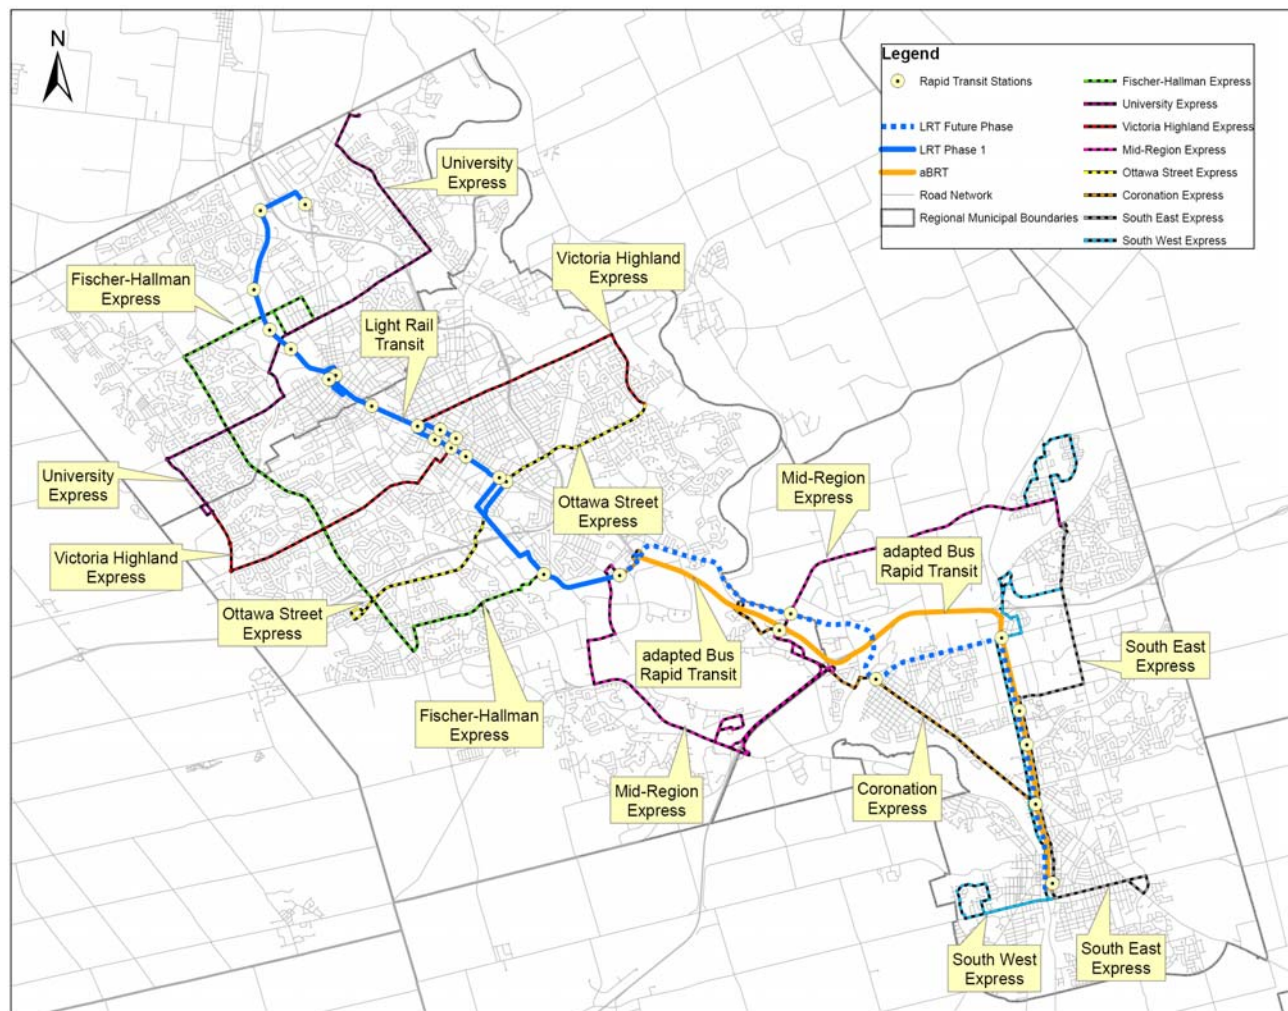 N
Legend
Rapid Transit Stations
LRT Future Phase
LRT Phase 1
aBRT
Road Network
Regional Municipal Boundaries
Fischer-Hallman Express
University Express
Victoria Highland Express
Mid-Region Express
Ottawa Street Express
Coronation Express
South East Express
South West Express
University
Express
Victoria Highland
Express
Fischer-Hallman
Express
Light Rail
Transit
University
Express
Mid-Region
Express
Ottawa Street
Express
adapted Bus
Rapid Transit
Victoria Highland
Express
Ottawa Street
Express
adapted Bus
Rapid Transit
South East
Express
Fischer-Hallman
Express
Mid-Region
Express
Coronation
Express
South West
Express
South East
Express